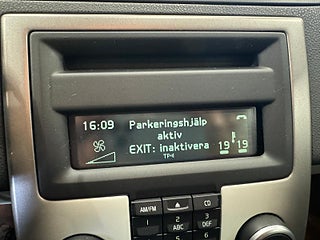 16:09 Parkeringshjälp
aktiv
EXIT: inaktivera 19 19
TP
AM/FM CD
1 2 ABC 3 DEF